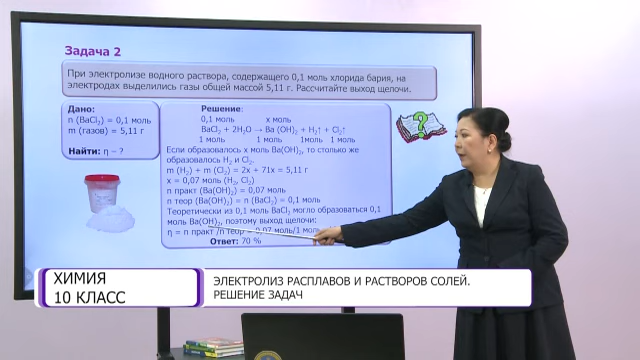 Задача 2
При электролизе водного раствора, содержащего 0,1 моль хлорида бария, на
электродах выделились газы общей массой 5,11 г. Рассчитайте выход щелочи.
Дано:
n (BaCl₂) = 0,1 моль
m (газов) = 5,11 г
Найти: η – ?
Решение:
0,1 моль x моль
BaCl₂ + 2H₂O → Ba (OH)₂ + H₂↑ + Cl₂↑
1 моль 1 моль 1моль 1 моль
Если образовалось x моль Ba(OH)₂, то столько же
образовалось H₂ и Cl₂.
m (H₂) + m (Cl₂) = 2x + 71x = 5,11 г
x = 0,07 моль (H₂, Cl₂)
n практ (Ba(OH)₂) = 0,07 моль
n теор (Ba(OH)₂) = n (BaCl₂) = 0,1 моль
Теоретически из 0,1 моль BaCl₂ могло образоваться 0,1
моль Ba(OH)₂, поэтому выход щелочи:
η = n практ /n теор = 0,07 моль/1 моль
Ответ: 70 %
ХИМИЯ
10 КЛАСС
ЭЛЕКТРОЛИЗ РАСПЛАВОВ И РАСТВОРОВ СОЛЕЙ.
РЕШЕНИЕ ЗАДАЧ